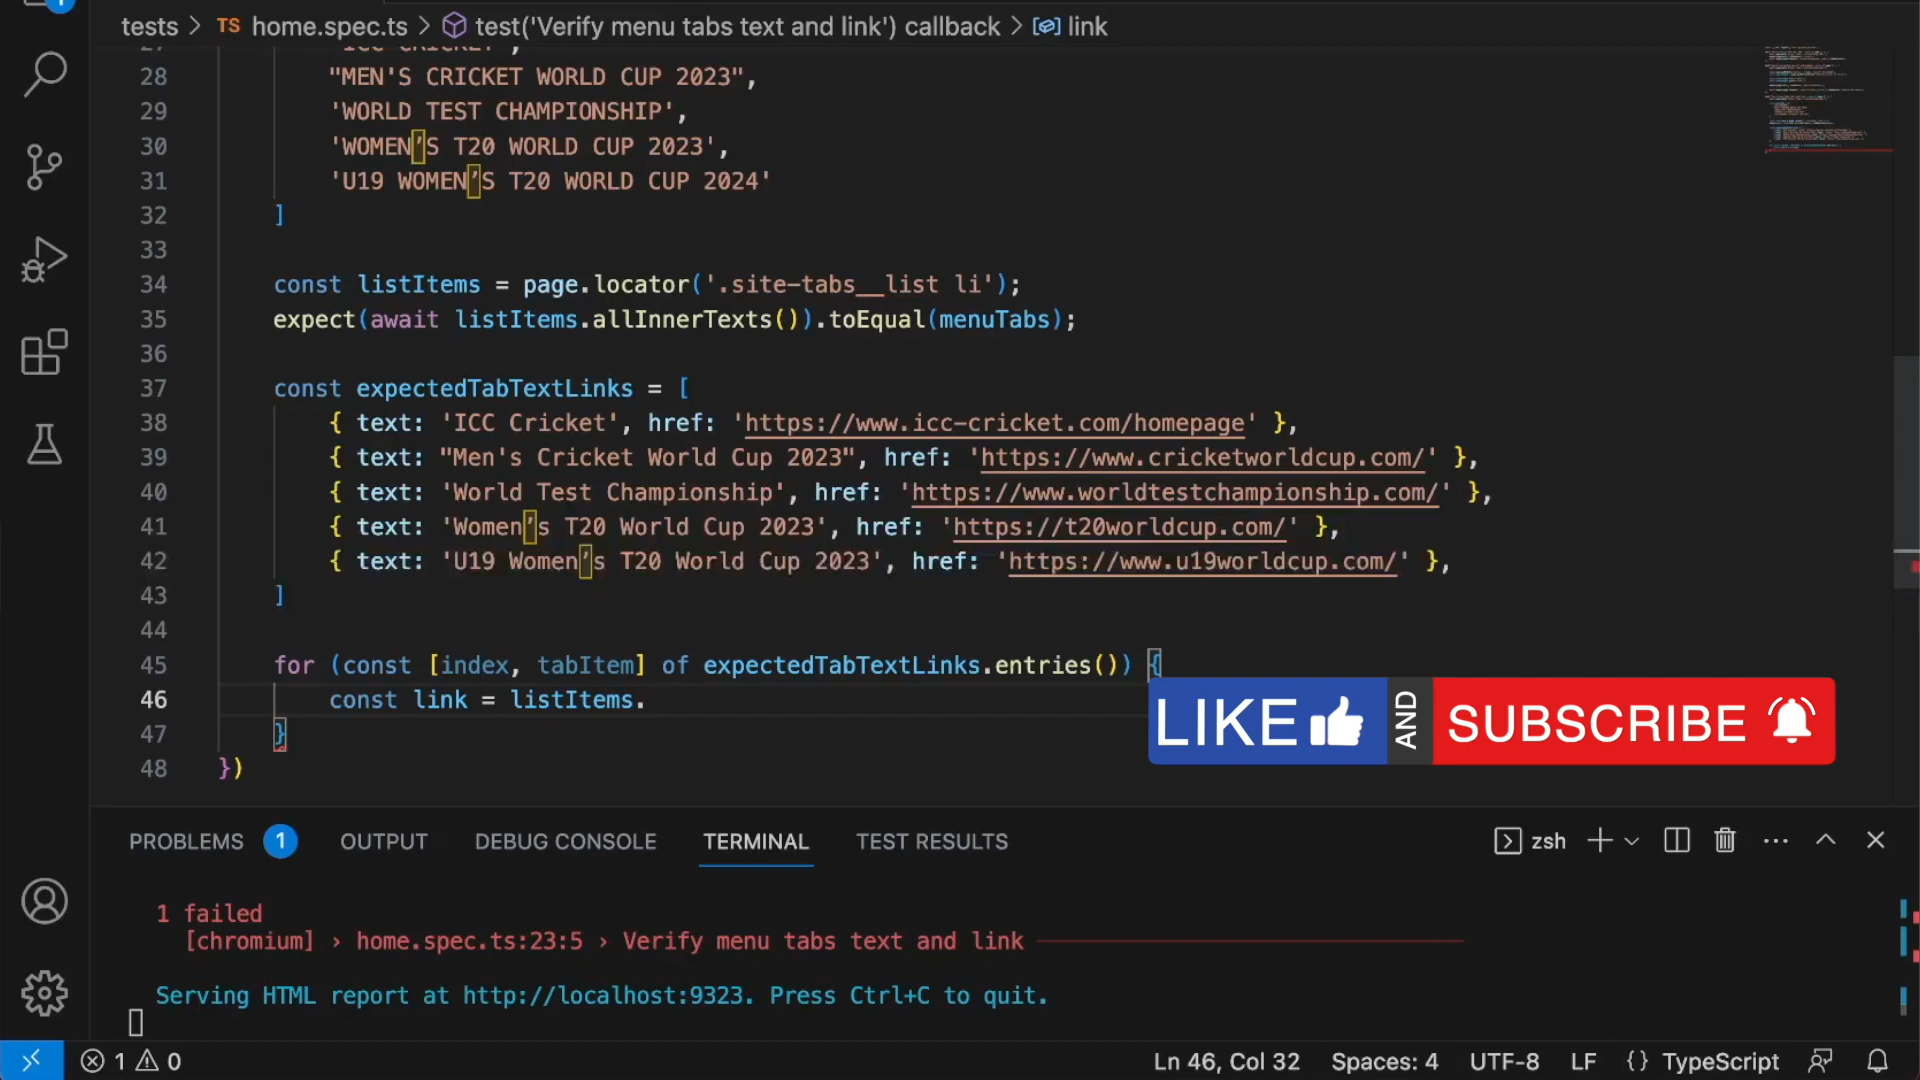 tests > TS home.spec.ts > test('Verify menu tabs text and link') callback > link
27 'ICC CRICKET',
28 "MEN'S CRICKET WORLD CUP 2023",
29 'WORLD TEST CHAMPIONSHIP',
30 'WOMEN’S T20 WORLD CUP 2023',
31 'U19 WOMEN’S T20 WORLD CUP 2024'
32 ]
33
34 const listItems = page.locator('.site-tabs__list li');
35 expect(await listItems.allInnerTexts()).toEqual(menuTabs);
36
37 const expectedTabTextLinks = [
38 { text: 'ICC Cricket', href: 'https://www.icc-cricket.com/homepage' },
39 { text: "Men's Cricket World Cup 2023", href: 'https://www.cricketworldcup.com/' },
40 { text: 'World Test Championship', href: 'https://www.worldtestchampionship.com/' },
41 { text: 'Women’s T20 World Cup 2023', href: 'https://t20worldcup.com/' },
42 { text: 'U19 Women’s T20 World Cup 2023', href: 'https://www.u19worldcup.com/' },
43 ]
44
45 for (const [index, tabItem] of expectedTabTextLinks.entries()) {
46 const link = listItems.
47 }
48 })
LIKE AND SUBSCRIBE
PROBLEMS 1 OUTPUT DEBUG CONSOLE TERMINAL TEST RESULTS zsh
1 failed
[chromium] › home.spec.ts:23:5 › Verify menu tabs text and link
Serving HTML report at http://localhost:9323. Press Ctrl+C to quit.
1 0 Ln 46, Col 32 Spaces: 4 UTF-8 LF {} TypeScript